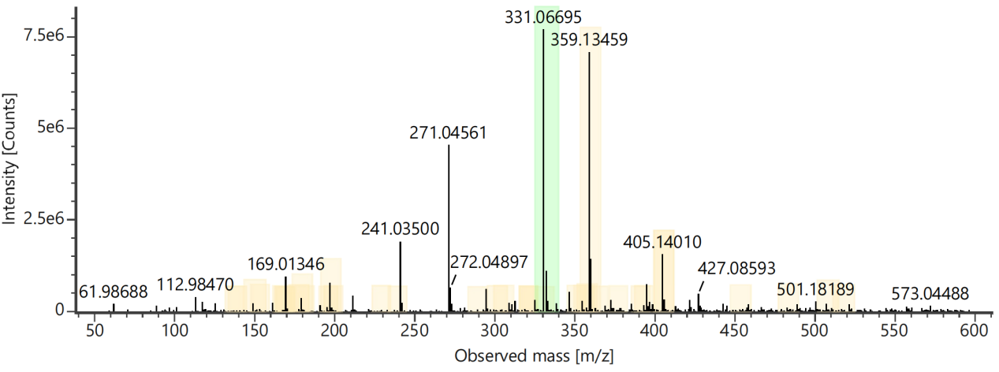 331.06695
7.5e6
359.13459
5e6
271.04561
2.5e6
241.03500
405.14010
169.01346
272.04897
427.08593
61.98688
112.98470
501.18189
573.04488
0
50 100 150 200 250 300 350 400 450 500 550 600
Observed mass [m/z]
Intensity [Counts]